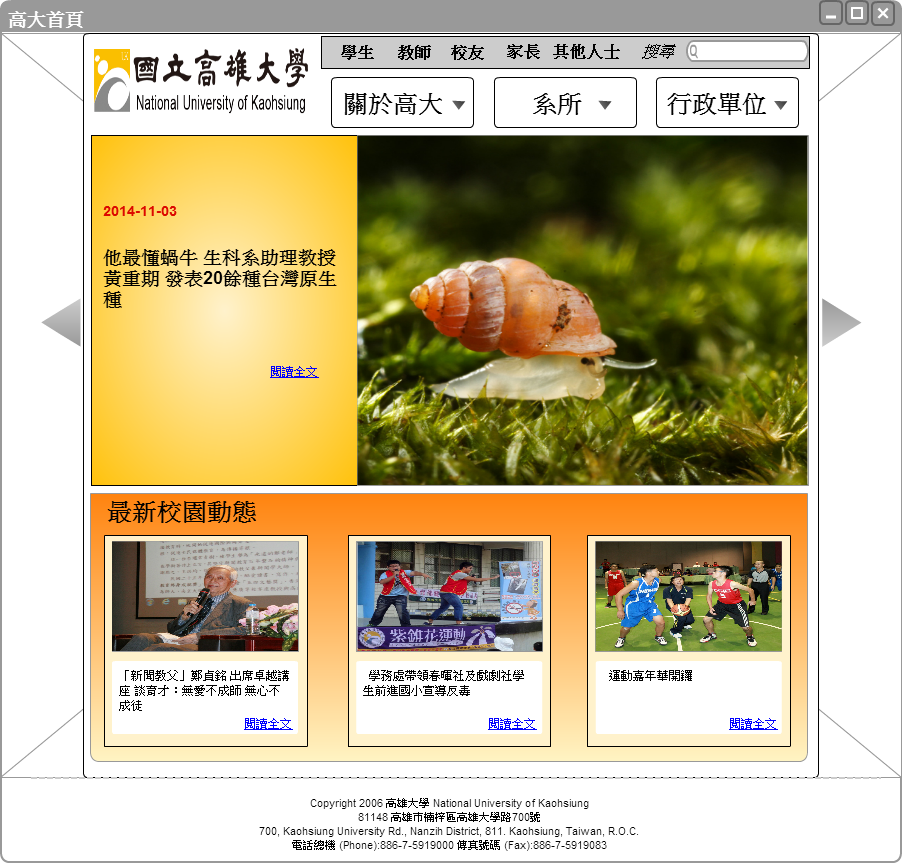 高大首頁
國立高雄大學
National University of Kaohsiung
學生 教師 校友 家長 其他人士 搜尋
關於高大 系所 行政單位
2014-11-03
他最懂蝸牛 生科系助理教授
黃重期 發表20餘種台灣原生
種
閱讀全文
最新校園動態
紫錐花運動
「新聞教父」鄭貞銘 出席卓越講
座 談育才：無愛不成師 無心不
成徒
閱讀全文
學務處帶領春暉社及戲劇社學
生前進國小宣導反毒
閱讀全文
運動嘉年華開鑼
閱讀全文
Copyright 2006 高雄大學 National University of Kaohsiung
81148 高雄市楠梓區高雄大學路700號
700, Kaohsiung University Rd., Nanzih District, 811. Kaohsiung, Taiwan, R.O.C.
電話總機 (Phone):886-7-5919000 傳真號碼 (Fax):886-7-5919083